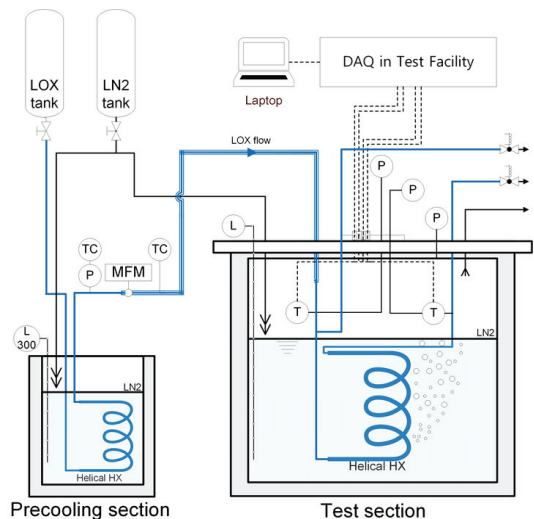 LOX
tank
LN2
tank
Laptop
DAQ in Test Facility
LOX flow
P
P
P
L
TC
P
MFM
TC
T
T
L
300
LN2
LN2
Helical HX
Helical HX
Precooling section
Test section